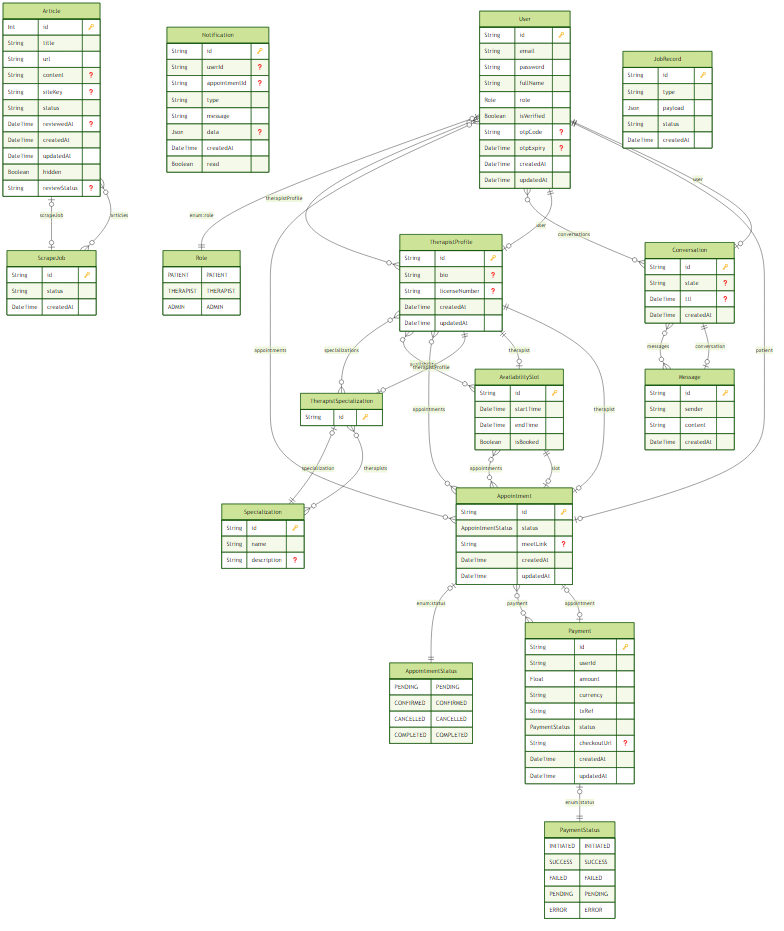 Article
Int id
String title
String url
String content ?
String siteKey ?
String status
DateTime reviewedAt ?
DateTime createdAt
DateTime updatedAt
Boolean hidden
String reviewStatus ?
Notification
String id
String userId ?
String appointmentId ?
String type
String message
Json data ?
DateTime createdAt
Boolean read
User
String id
String email
String password
String fullName
Role role
Boolean isVerified
String otpCode ?
DateTime otpExpiry ?
DateTime createdAt
DateTime updatedAt
JobRecord
String id
String type
Json payload
String status
DateTime createdAt
scrapeJob
articles
enum:role
therapistProfile
user
conversations
user
ScrapeJob
String id
String status
DateTime createdAt
Role
PATIENT PATIENT
THERAPIST THERAPIST
ADMIN ADMIN
TherapistProfile
String id
String bio ?
String licenseNumber ?
DateTime createdAt
DateTime updatedAt
Conversation
String id
String state ?
DateTime ttl ?
DateTime createdAt
appointments
specializations
therapistProfile
therapist
messages
conversation
patient
TherapistSpecialization
String id
AvailabilitySlot
String id
DateTime startTime
DateTime endTime
Boolean isBooked
Message
String id
String sender
String content
DateTime createdAt
appointments
therapist
specialization
therapists
appointments
slot
Specialization
String id
String name
String description ?
Appointment
String id
AppointmentStatus status
String meetLink ?
DateTime createdAt
DateTime updatedAt
enum:status
payment
appointment
AppointmentStatus
PENDING PENDING
CONFIRMED CONFIRMED
CANCELLED CANCELLED
COMPLETED COMPLETED
Payment
String id
String userId
Float amount
String currency
String txRef
PaymentStatus status
String checkoutUrl ?
DateTime createdAt
DateTime updatedAt
enum:status
PaymentStatus
INITIATED INITIATED
SUCCESS SUCCESS
FAILED FAILED
PENDING PENDING
ERROR ERROR